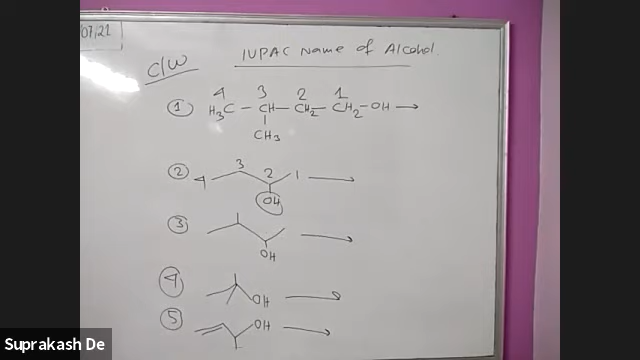 /07/21
C/W
IUPAC Name of Alcohol
4 3 2 1
① H₃C - CH - CH₂ - CH₂ - OH →
CH₃
② 4 3 2 1 →
OH
③ →
OH
④ OH →
⑤ OH →
Suprakash De